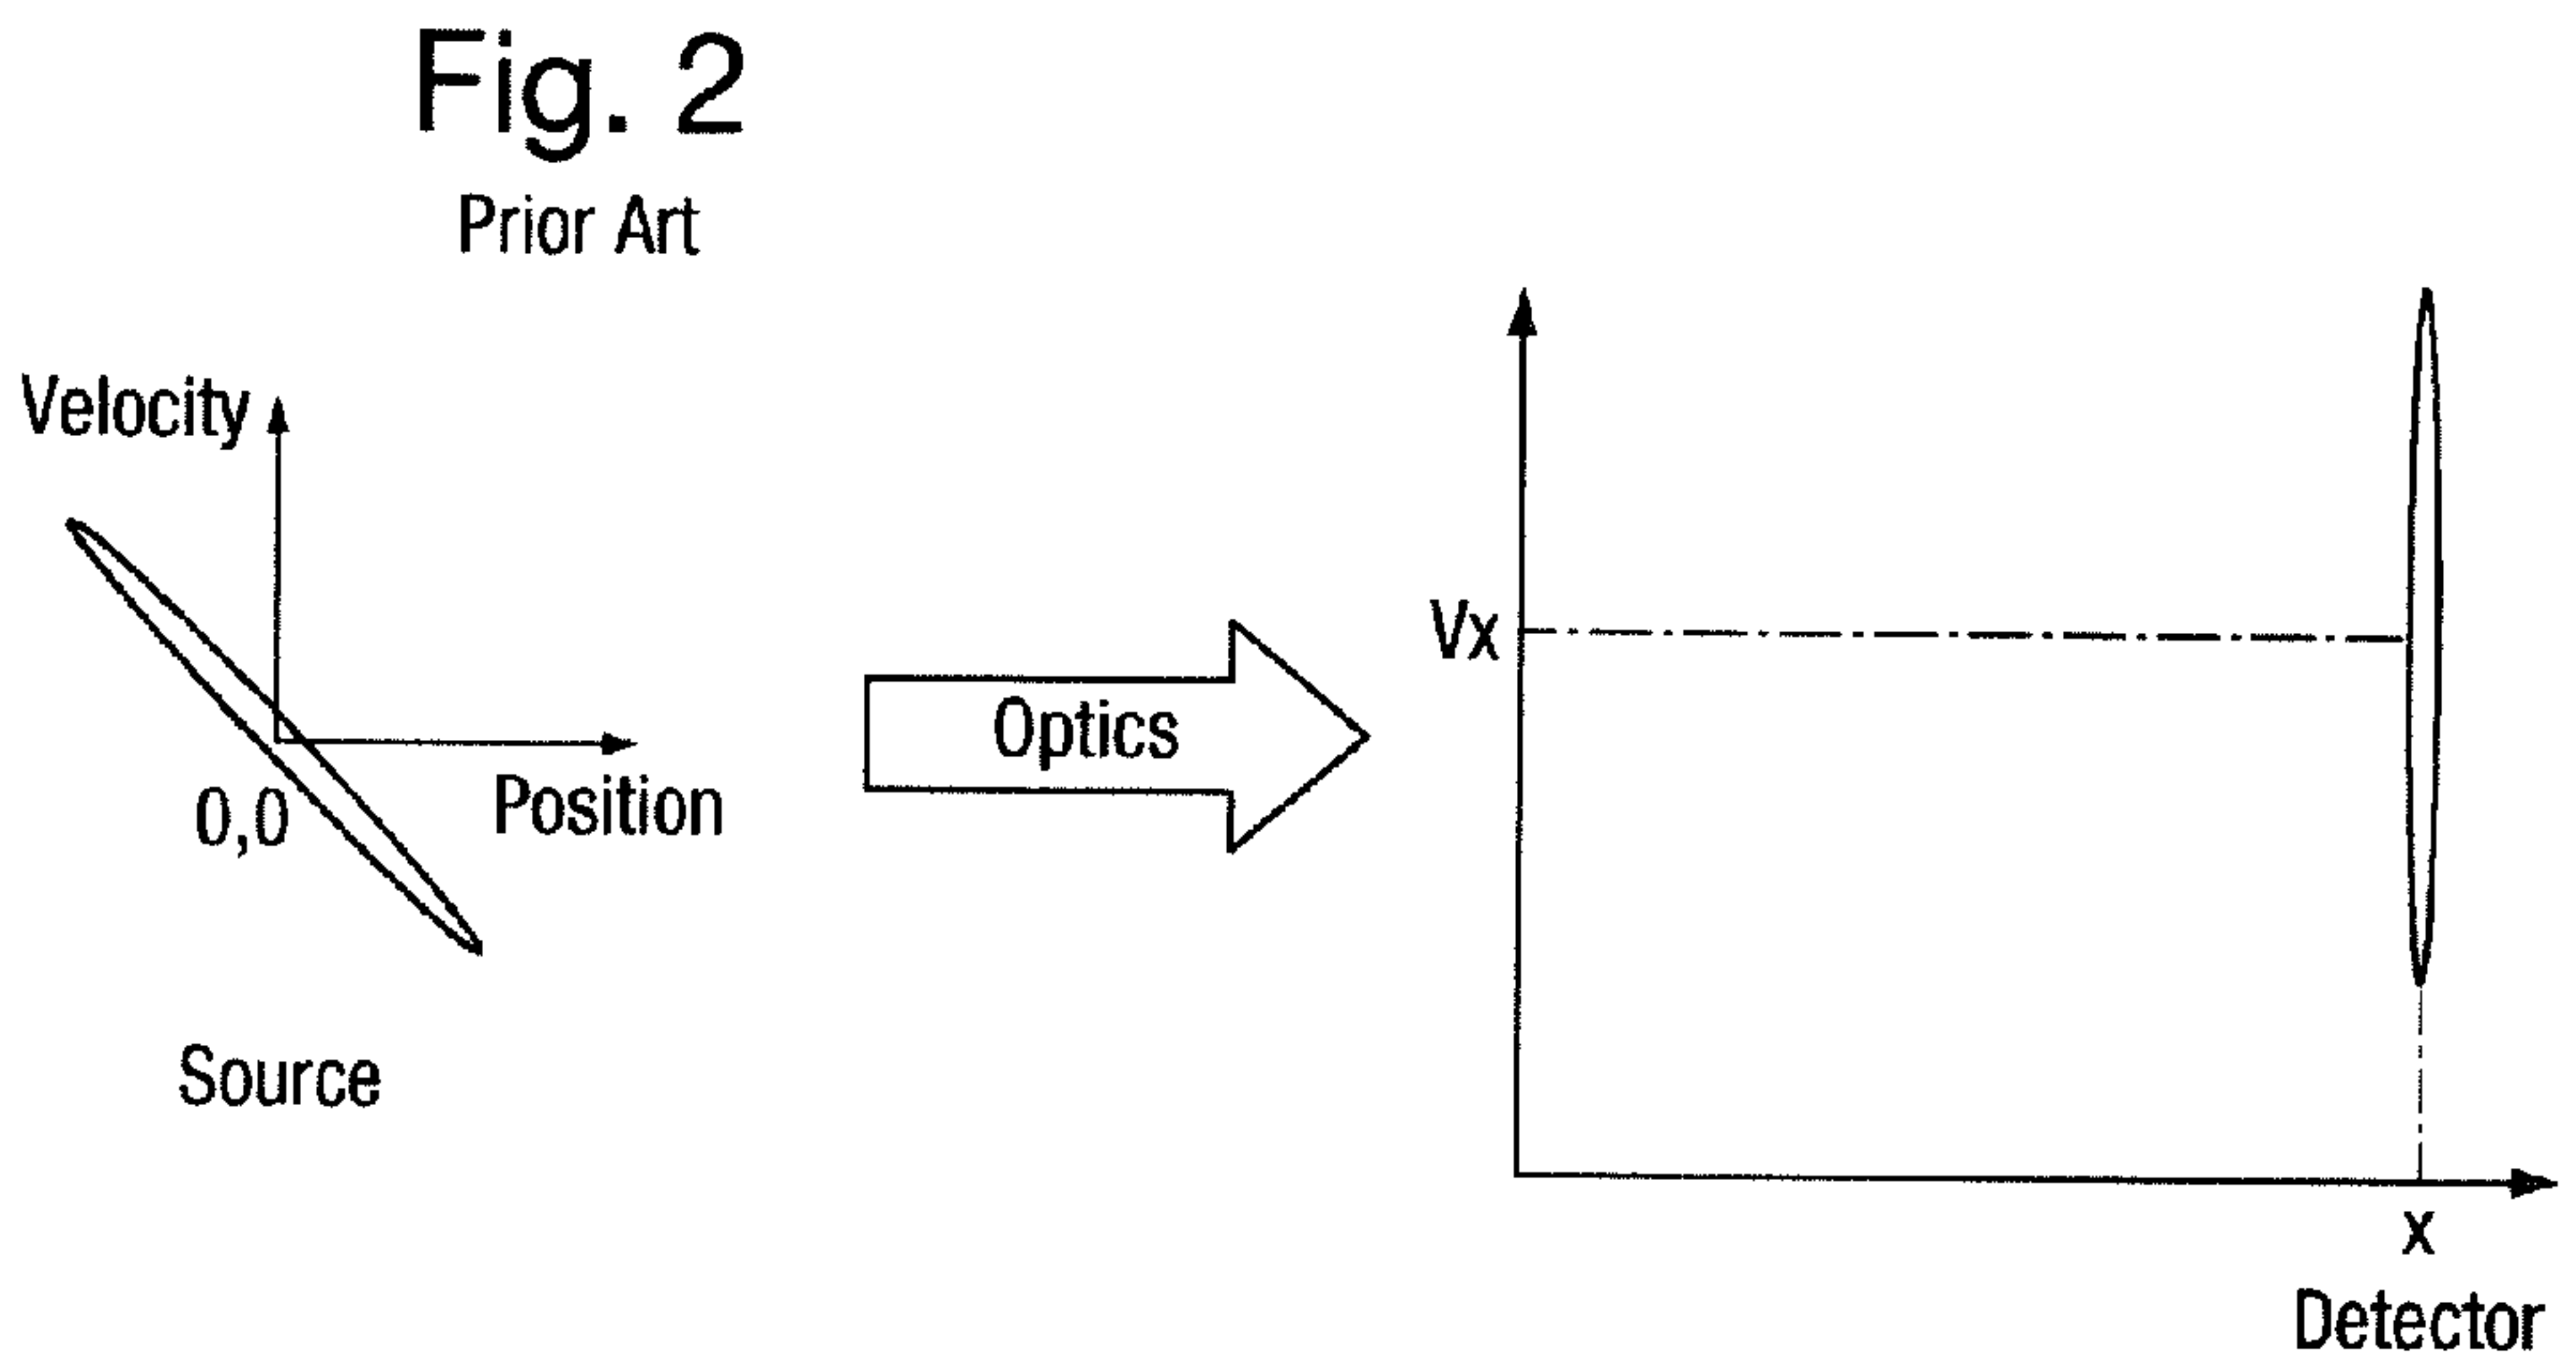 Fig. 2
Prior Art
Velocity
0,0
Position
Source
Optics
Vx
x
Detector